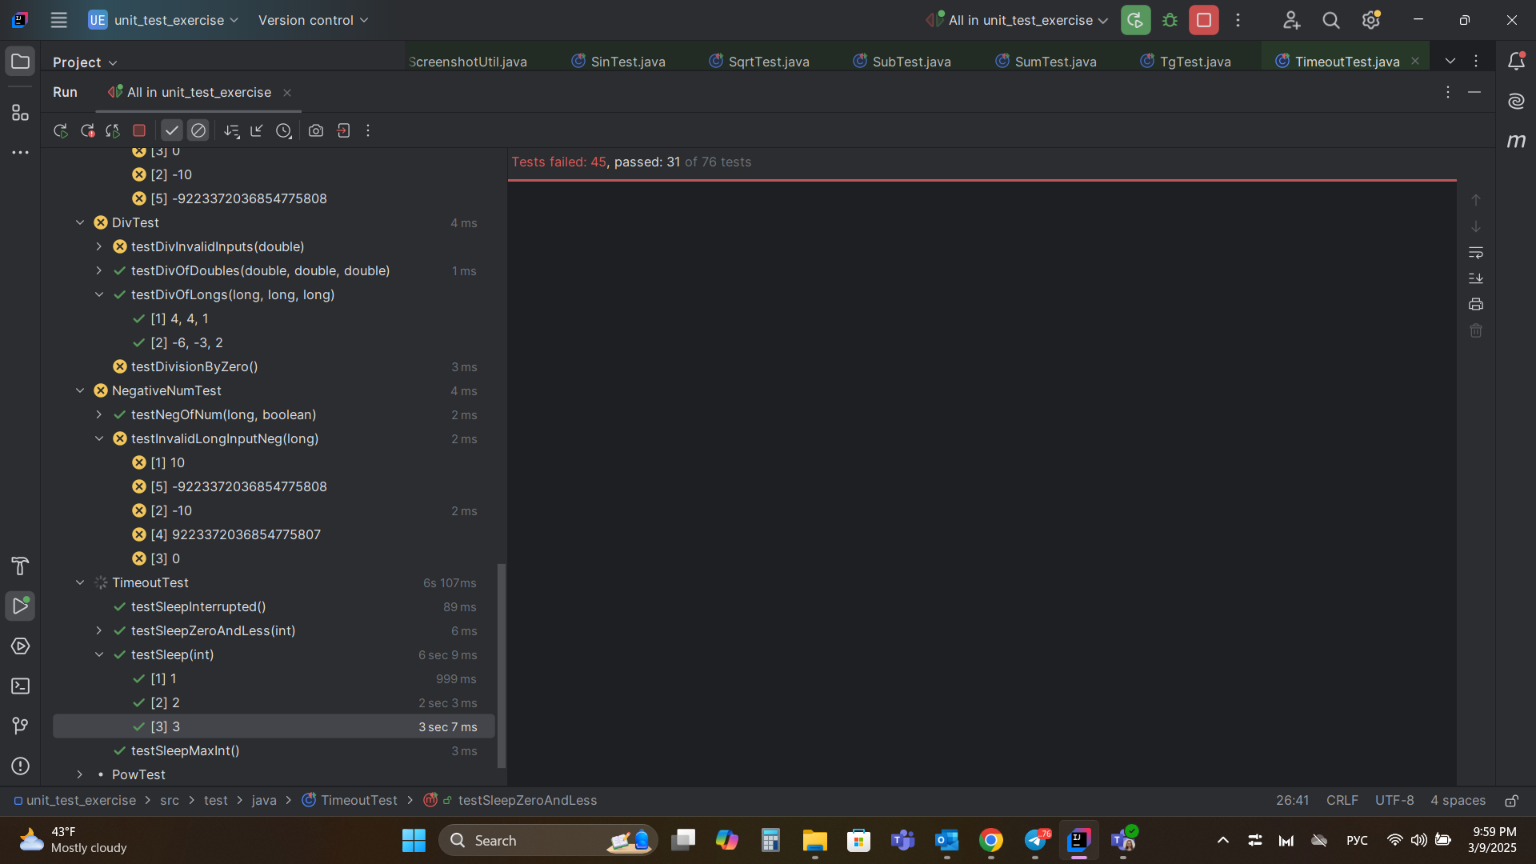 UE unit_test_exercise Version control All in unit_test_exercise
Project ScreenshotUtil.java SinTest.java SqrtTest.java SubTest.java SumTest.java TgTest.java TimeoutTest.java
Run All in unit_test_exercise
Tests failed: 45, passed: 31 of 76 tests
[3] 0
[2] -10
[5] -9223372036854775808
DivTest 4 ms
testDivInvalidInputs(double)
testDivOfDoubles(double, double, double) 1 ms
testDivOfLongs(long, long, long)
[1] 4, 4, 1
[2] -6, -3, 2
testDivisionByZero() 3 ms
NegativeNumTest 4 ms
testNegOfNum(long, boolean) 2 ms
testInvalidLongInputNeg(long) 2 ms
[1] 10
[5] -9223372036854775808
[2] -10 2 ms
[4] 9223372036854775807
[3] 0
TimeoutTest 6s 107ms
testSleepInterrupted() 89 ms
testSleepZeroAndLess(int) 6 ms
testSleep(int) 6 sec 9 ms
[1] 1 999 ms
[2] 2 2 sec 3 ms
[3] 3 3 sec 7 ms
testSleepMaxInt() 3 ms
PowTest
unit_test_exercise src test java TimeoutTest testSleepZeroAndLess 26:41 CRLF UTF-8 4 spaces
43°F
Mostly cloudy
Search
76
РУС
9:59 PM
3/9/2025